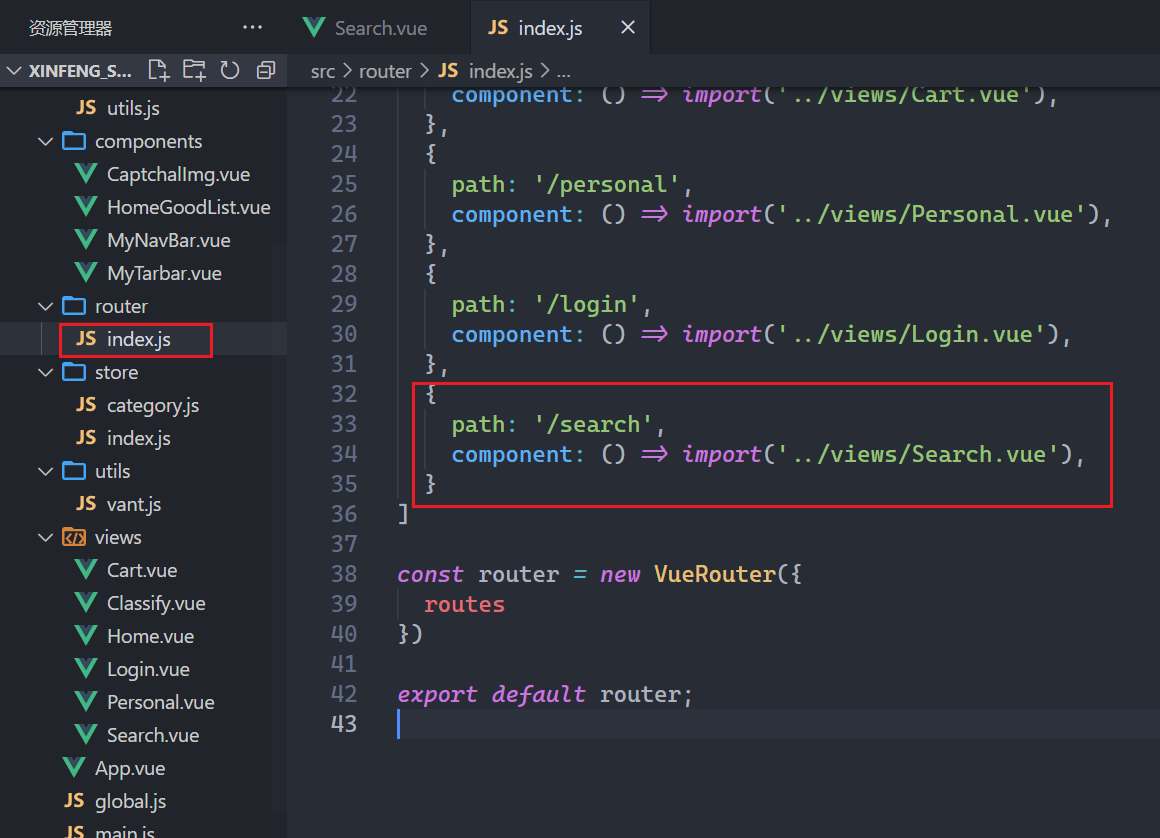 资源管理器 ...
XINFENG_S...
utils.js
components
CaptchaImg.vue
HomeGoodList.vue
MyNavBar.vue
MyTarbar.vue
router
JS index.js
store
JS category.js
JS index.js
utils
JS vant.js
views
Cart.vue
Classify.vue
Home.vue
Login.vue
Personal.vue
Search.vue
App.vue
JS global.js
JS main.js
Search.vue JS index.js ×
src > router > JS index.js > ...
22 component: () => import('../views/Cart.vue'),
23 },
24 {
25 path: '/personal',
26 component: () => import('../views/Personal.vue'),
27 },
28 {
29 path: '/login',
30 component: () => import('../views/Login.vue'),
31 },
32 {
33 path: '/search',
34 component: () => import('../views/Search.vue'),
35 }
36 ]
37
38 const router = new VueRouter({
39 routes
40 })
41
42 export default router;
43